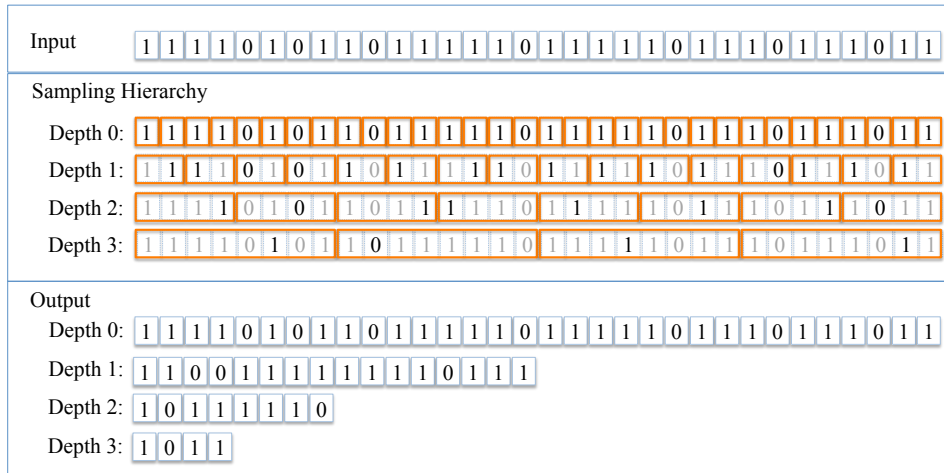 Input 1 1 1 1 0 1 0 1 1 0 1 1 1 1 1 0 1 1 1 1 1 0 1 1 1 0 1 1 1 0 1 1
Sampling Hierarchy
Depth 0: 1 1 1 1 0 1 0 1 1 0 1 1 1 1 1 0 1 1 1 1 1 0 1 1 1 0 1 1 1 0 1 1
Depth 1: 1 1 1 1 0 1 0 1 1 0 1 1 1 1 1 0 1 1 1 1 1 0 1 1 1 0 1 1 1 0 1 1
Depth 2: 1 1 1 1 0 1 0 1 1 0 1 1 1 1 1 0 1 1 1 1 1 0 1 1 1 0 1 1 1 0 1 1
Depth 3: 1 1 1 1 0 1 0 1 1 0 1 1 1 1 1 0 1 1 1 1 1 0 1 1 1 0 1 1 1 0 1 1
Output
Depth 0: 1 1 1 1 0 1 0 1 1 0 1 1 1 1 1 0 1 1 1 1 1 0 1 1 1 0 1 1 1 0 1 1
Depth 1: 1 1 0 0 1 1 1 1 1 1 1 1 0 1 1 1
Depth 2: 1 0 1 1 1 1 1 0
Depth 3: 1 0 1 1